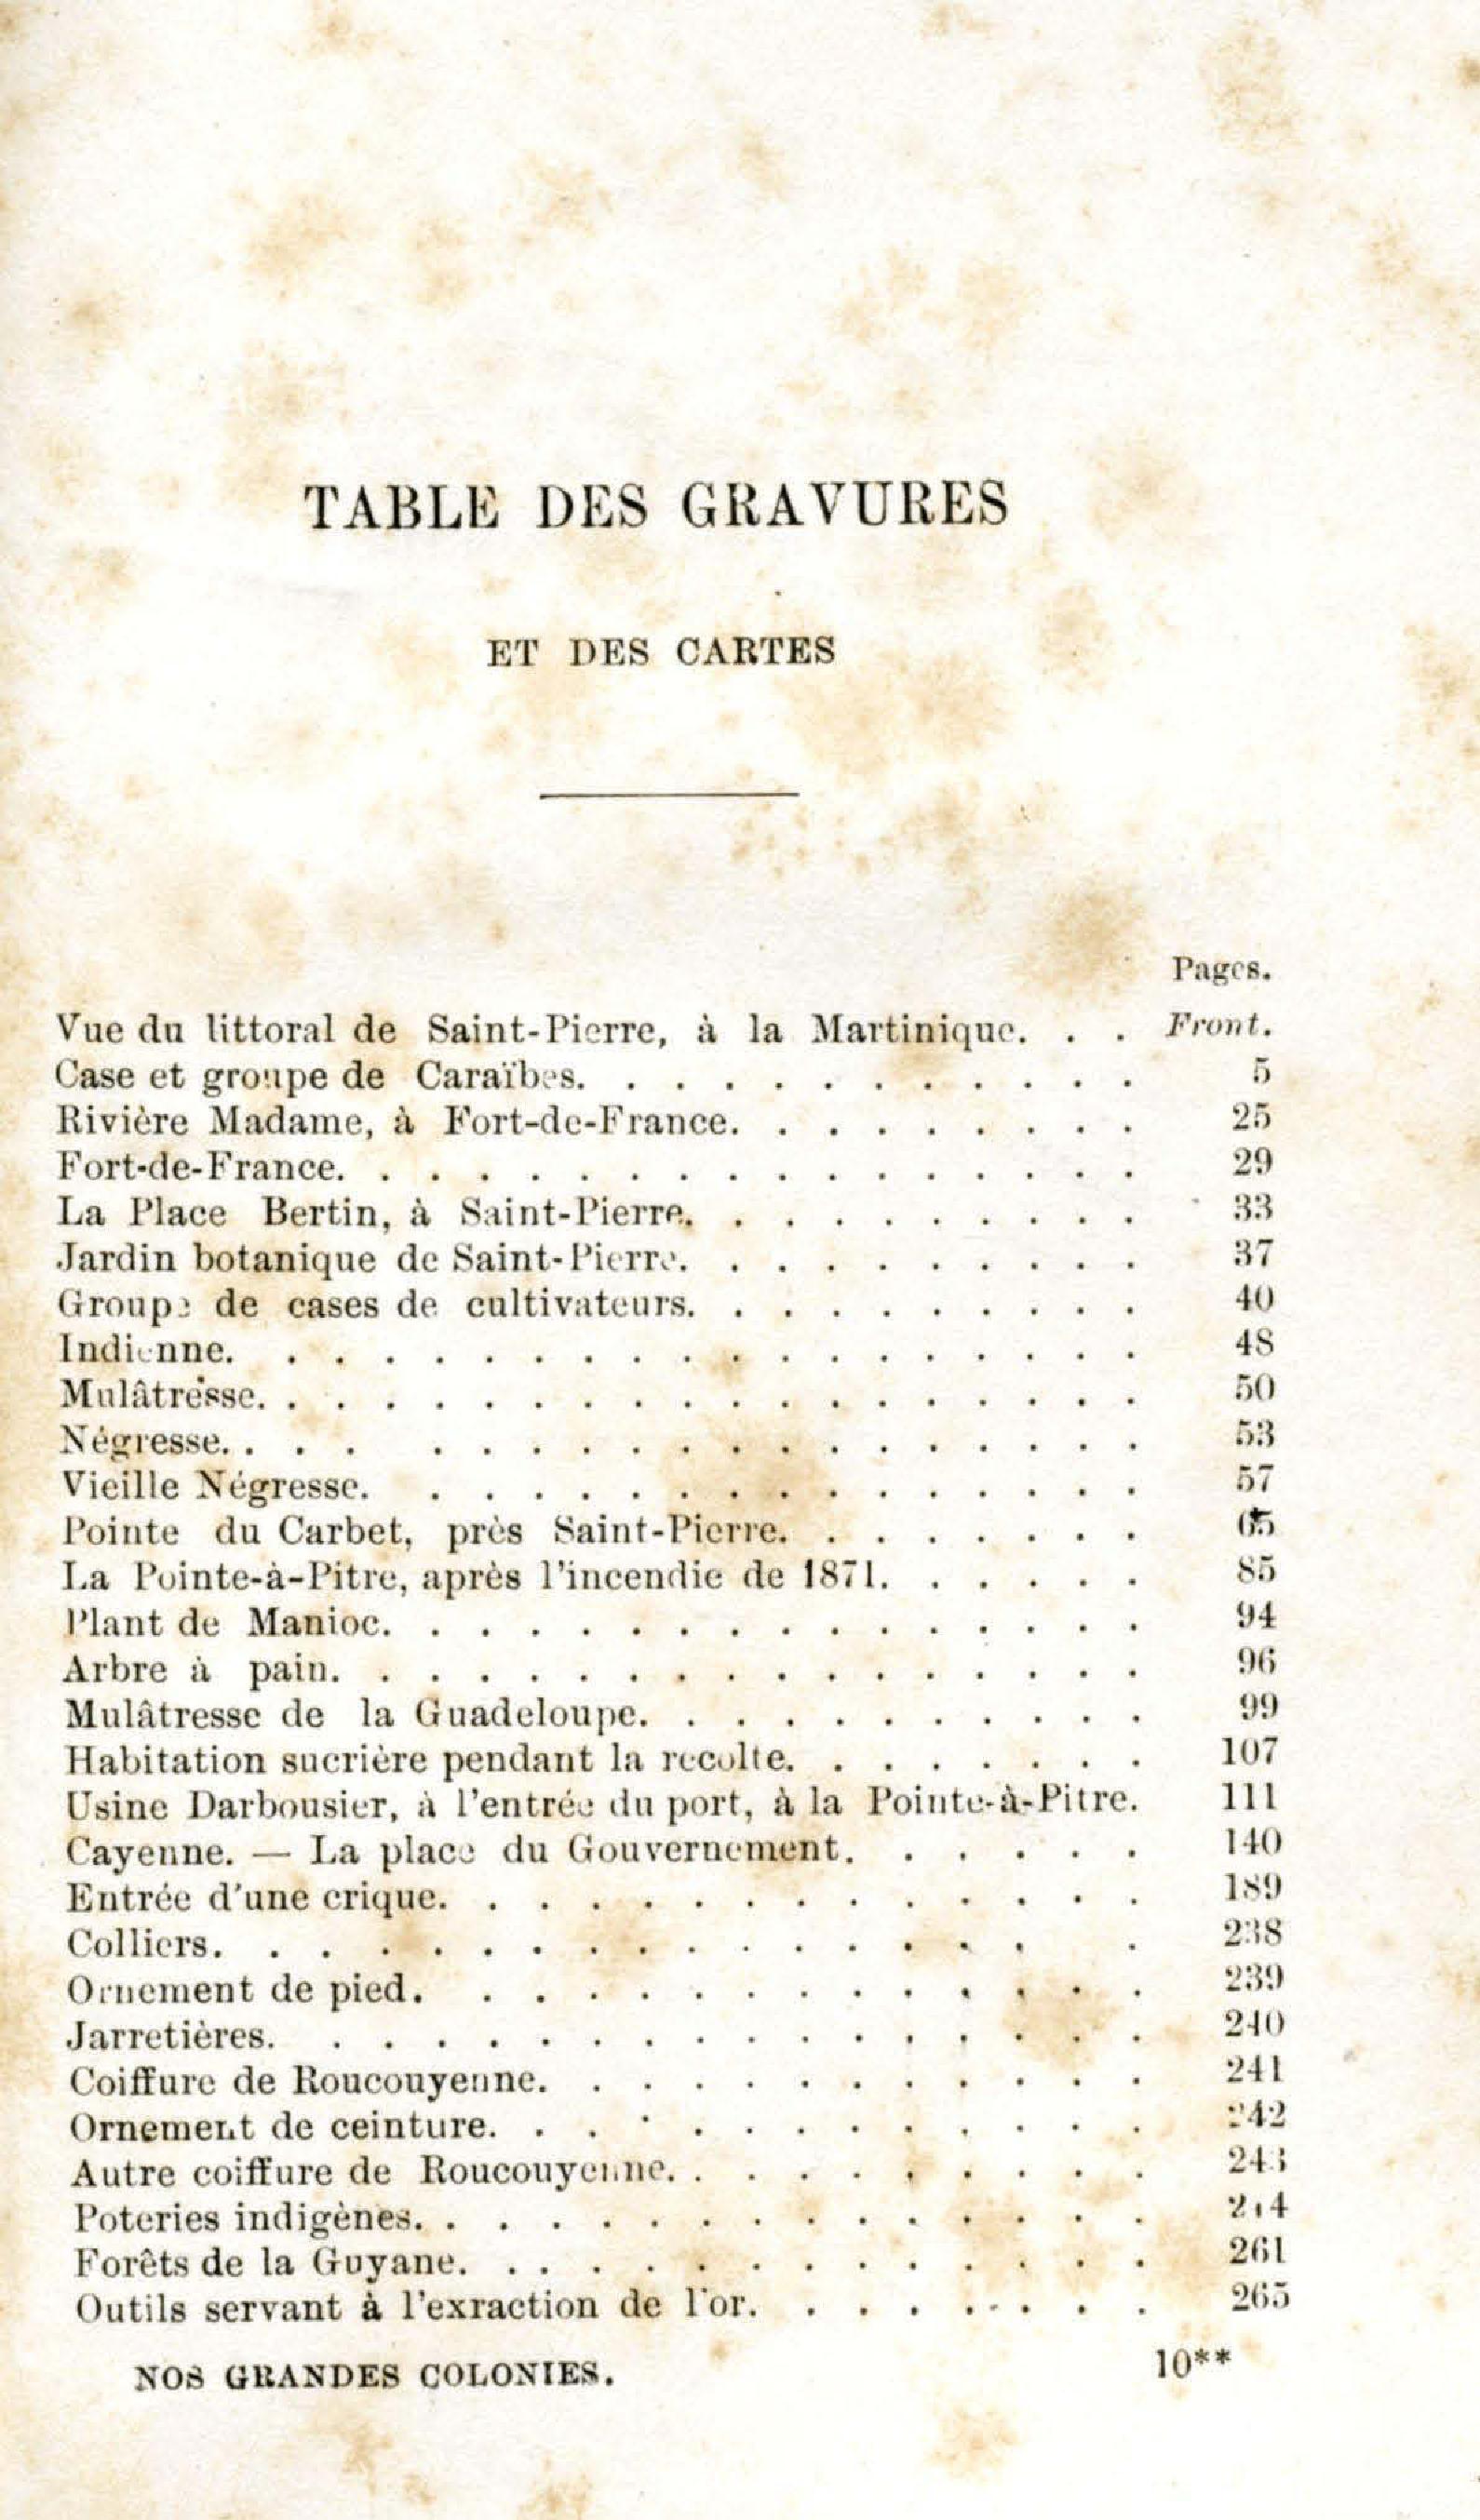 TABLE DES GRAVURES
ET DES CARTES
Pages.
Vue du littoral de Saint-Pierre, à la Martinique. . . Front.
Case et groupe de Caraïbes. . . . . . . . . . . . 5
Rivière Madame, à Fort-de-France. . . . . . . . . 25
Fort-de-France. . . . . . . . . . . . . . . . . 29
La Place Bertin, à Saint-Pierre. . . . . . . . . . 33
Jardin botanique de Saint-Pierre. . . . . . . . . . 37
Groupe de cases de cultivateurs. . . . . . . . . . 40
Indienne. . . . . . . . . . . . . . . . . . . 48
Mulâtresse. . . . . . . . . . . . . . . . . . . 50
Négresse. . . . . . . . . . . . . . . . . . . 53
Vieille Négresse. . . . . . . . . . . . . . . . 57
Pointe du Carbet, près Saint-Pierre. . . . . . . . 65
La Pointe-à-Pitre, après l'incendie de 1871. . . . . . 85
Plant de Manioc. . . . . . . . . . . . . . . . 94
Arbre à pain. . . . . . . . . . . . . . . . . 96
Mulâtresse de la Guadeloupe. . . . . . . . . . . 99
Habitation sucrière pendant la recolte. . . . . . . . 107
Usine Darbousier, à l'entrée du port, à la Pointe-à-Pitre. 111
Cayenne. — La place du Gouvernement. . . . . . 140
Entrée d'une crique. . . . . . . . . . . . . . 189
Colliers. . . . . . . . . . . . . . . . . . 238
Ornement de pied. . . . . . . . . . . . . . 239
Jarretières. . . . . . . . . . . . . . . . . 240
Coiffure de Roucouyenne. . . . . . . . . . . . 241
Ornement de ceinture. . . . . . . . . . . . . 242
Autre coiffure de Roucouyenne. . . . . . . . . . 243
Poteries indigènes. . . . . . . . . . . . . . . 244
Forêts de la Guyane. . . . . . . . . . . . . . 261
Outils servant à l'exraction de l'or. . . . . . . . . 265
NOS GRANDES COLONIES. 10**